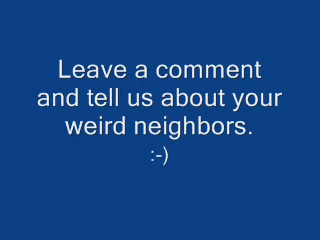 Leave a comment
and tell us about your
weird neighbors.
:-)